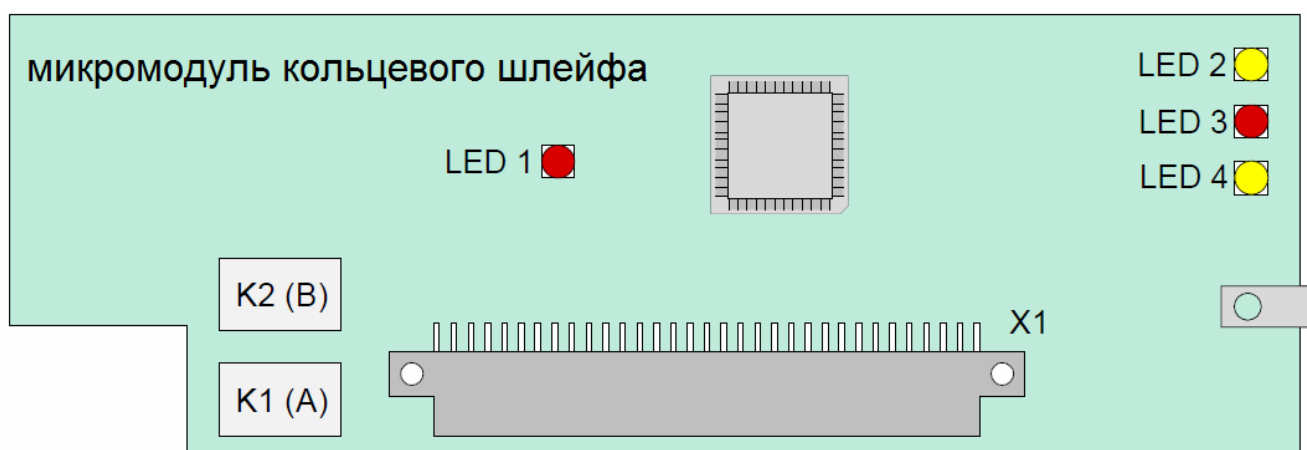 микромодуль кольцевого шлейфа
LED 2
LED 3
LED 1
LED 4
K2 (B)
X1
K1 (A)